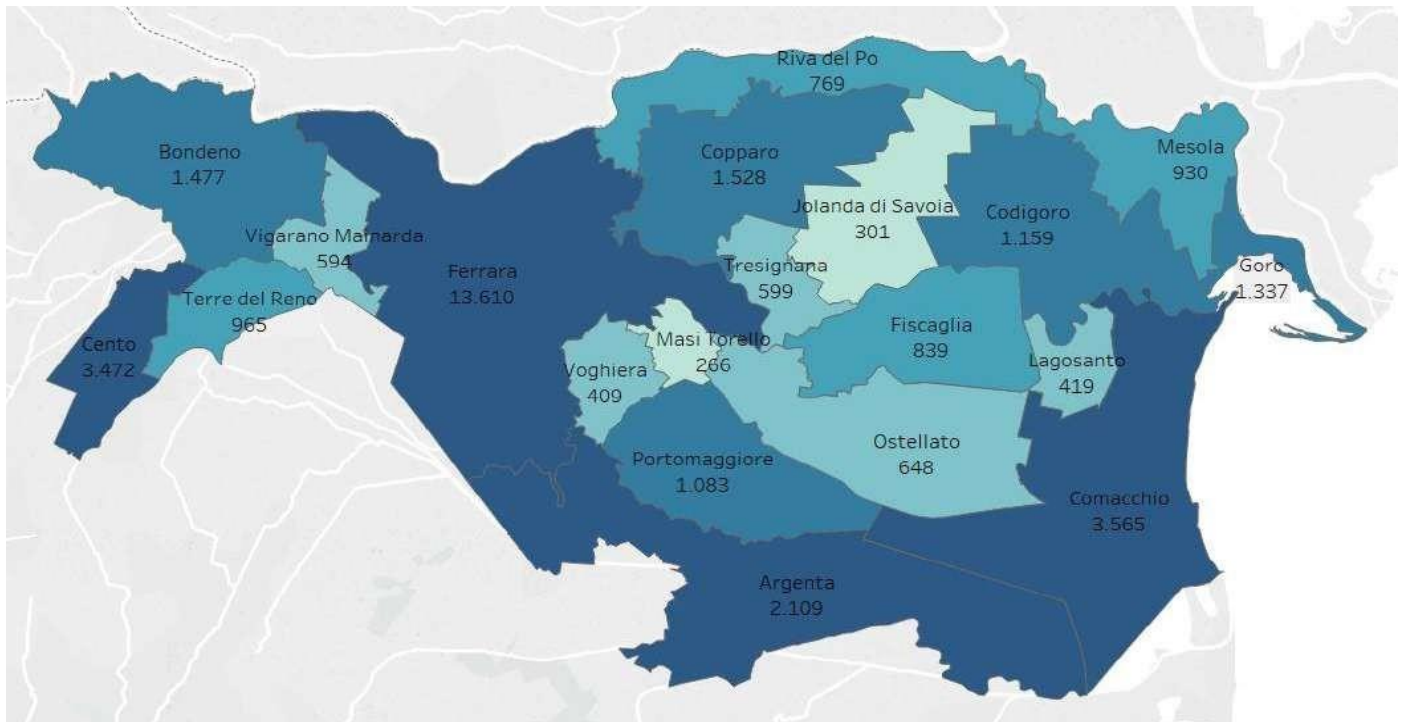 Riva del Po
769
Bondeno
1.477
Copparo
1.528
Mesola
930
Jolanda di Savoia
301
Codigoro
1.159
Vigarano Mainarda
594
Ferrara
13.610
Tresignana
599
Goro
1.337
Terre del Reno
965
Cento
3.472
Fiscaglia
839
Masi Torello
266
Voghiera
409
Lagosanto
419
Ostellato
648
Portomaggiore
1.083
Comacchio
3.565
Argenta
2.109